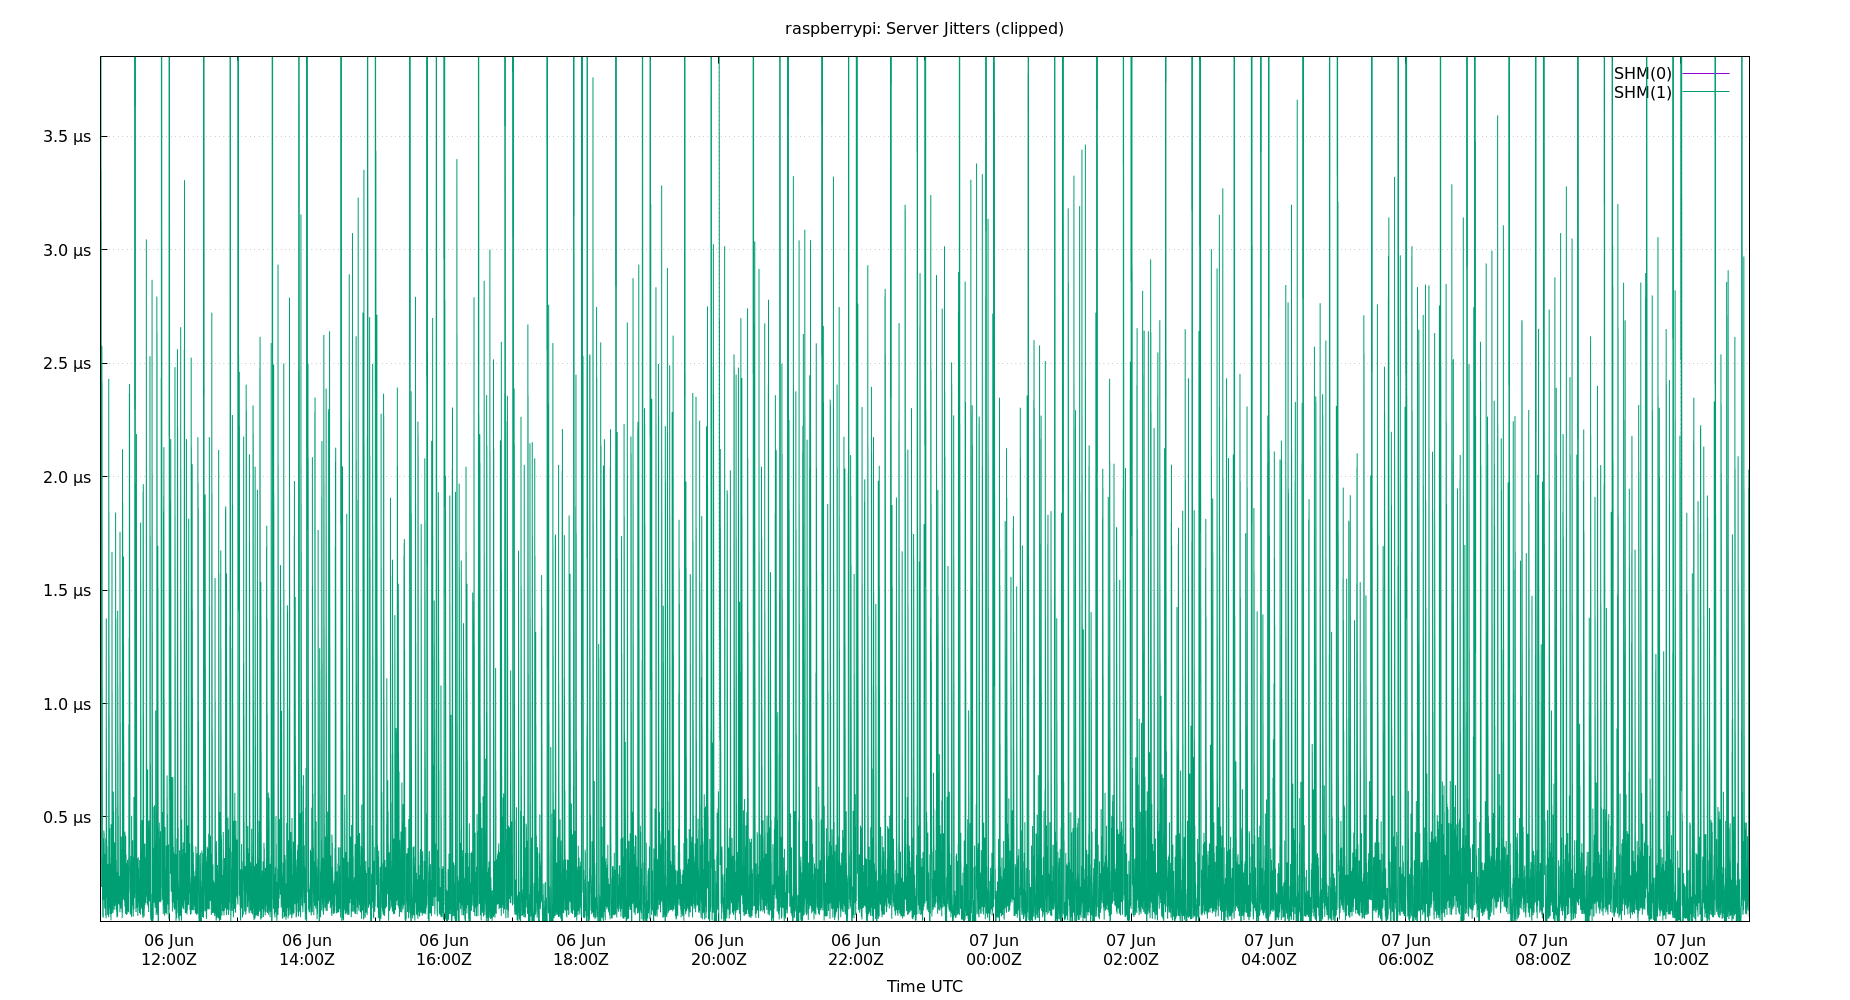 raspberrypi: Server Jitters (clipped)
SHM(0)
SHM(1)
3.5 μs
3.0 μs
2.5 μs
2.0 μs
1.5 μs
1.0 μs
0.5 μs
06 Jun 06 Jun 06 Jun 06 Jun 06 Jun 06 Jun 07 Jun 07 Jun 07 Jun 07 Jun 07 Jun 07 Jun
12:00Z 14:00Z 16:00Z 18:00Z 20:00Z 22:00Z 00:00Z 02:00Z 04:00Z 06:00Z 08:00Z 10:00Z
Time UTC